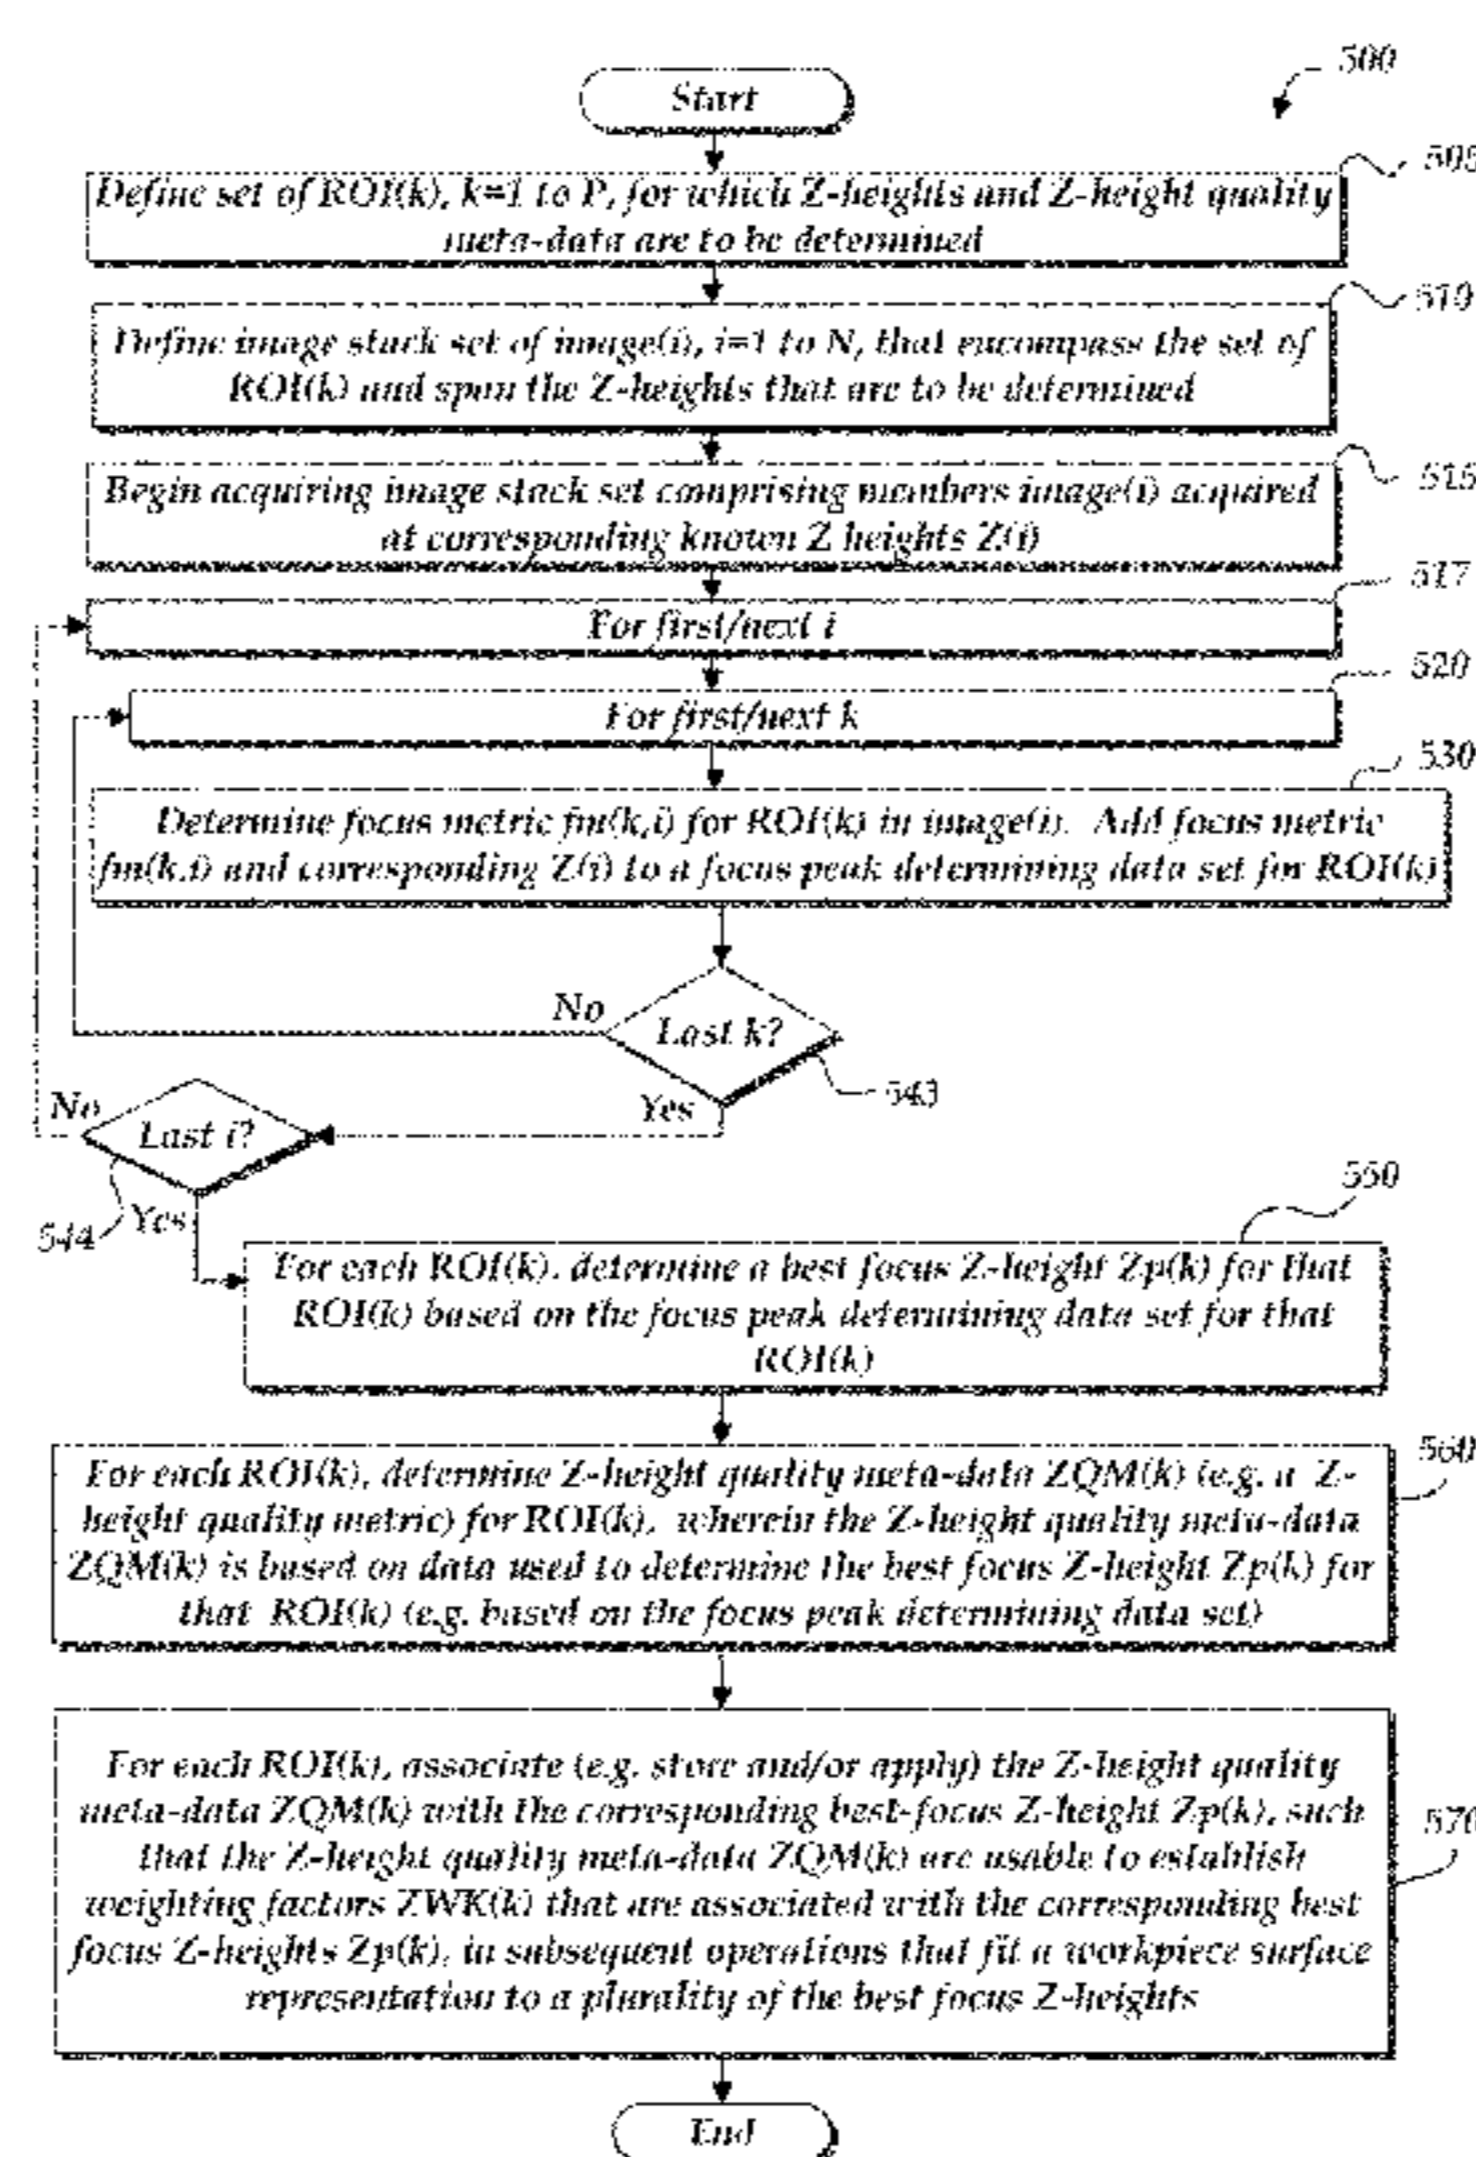 500
Start
505
Define set of ROI(k), k=1 to P, for which Z-heights and Z-height quality
meta-data are to be determined
510
Define image stack set of image(i), i=1 to N, that encompass the set of
ROI(k) and span the Z-heights that are to be determined
515
Begin acquiring image stack set comprising members image(i) acquired
at corresponding known Z heights Z(i)
517
For first/next i
520
For first/next k
530
Determine focus metric fm(k,i) for ROI(k) in image(i). Add focus metric
fm(k,i) and corresponding Z(i) to a focus peak determining data set for ROI(k)
No
Last k?
543
Yes
No
Last i?
544
Yes
550
For each ROI(k), determine a best focus Z-height Zp(k) for that
ROI(k) based on the focus peak determining data set for that
ROI(k)
560
For each ROI(k), determine Z-height quality meta-data ZQM(k) (e.g. a Z-
height quality metric) for ROI(k), wherein the Z-height quality meta-data
ZQM(k) is based on data used to determine the best focus Z-height Zp(k) for
that ROI(k) (e.g. based on the focus peak determining data set)
570
For each ROI(k), associate (e.g. store and/or apply) the Z-height quality
meta-data ZQM(k) with the corresponding best-focus Z-height Zp(k), such
that the Z-height quality meta-data ZQM(k) are usable to establish
weighting factors ZWK(k) that are associated with the corresponding best
focus Z-heights Zp(k), in subsequent operations that fit a workpiece surface
representation to a plurality of the best focus Z-heights
End